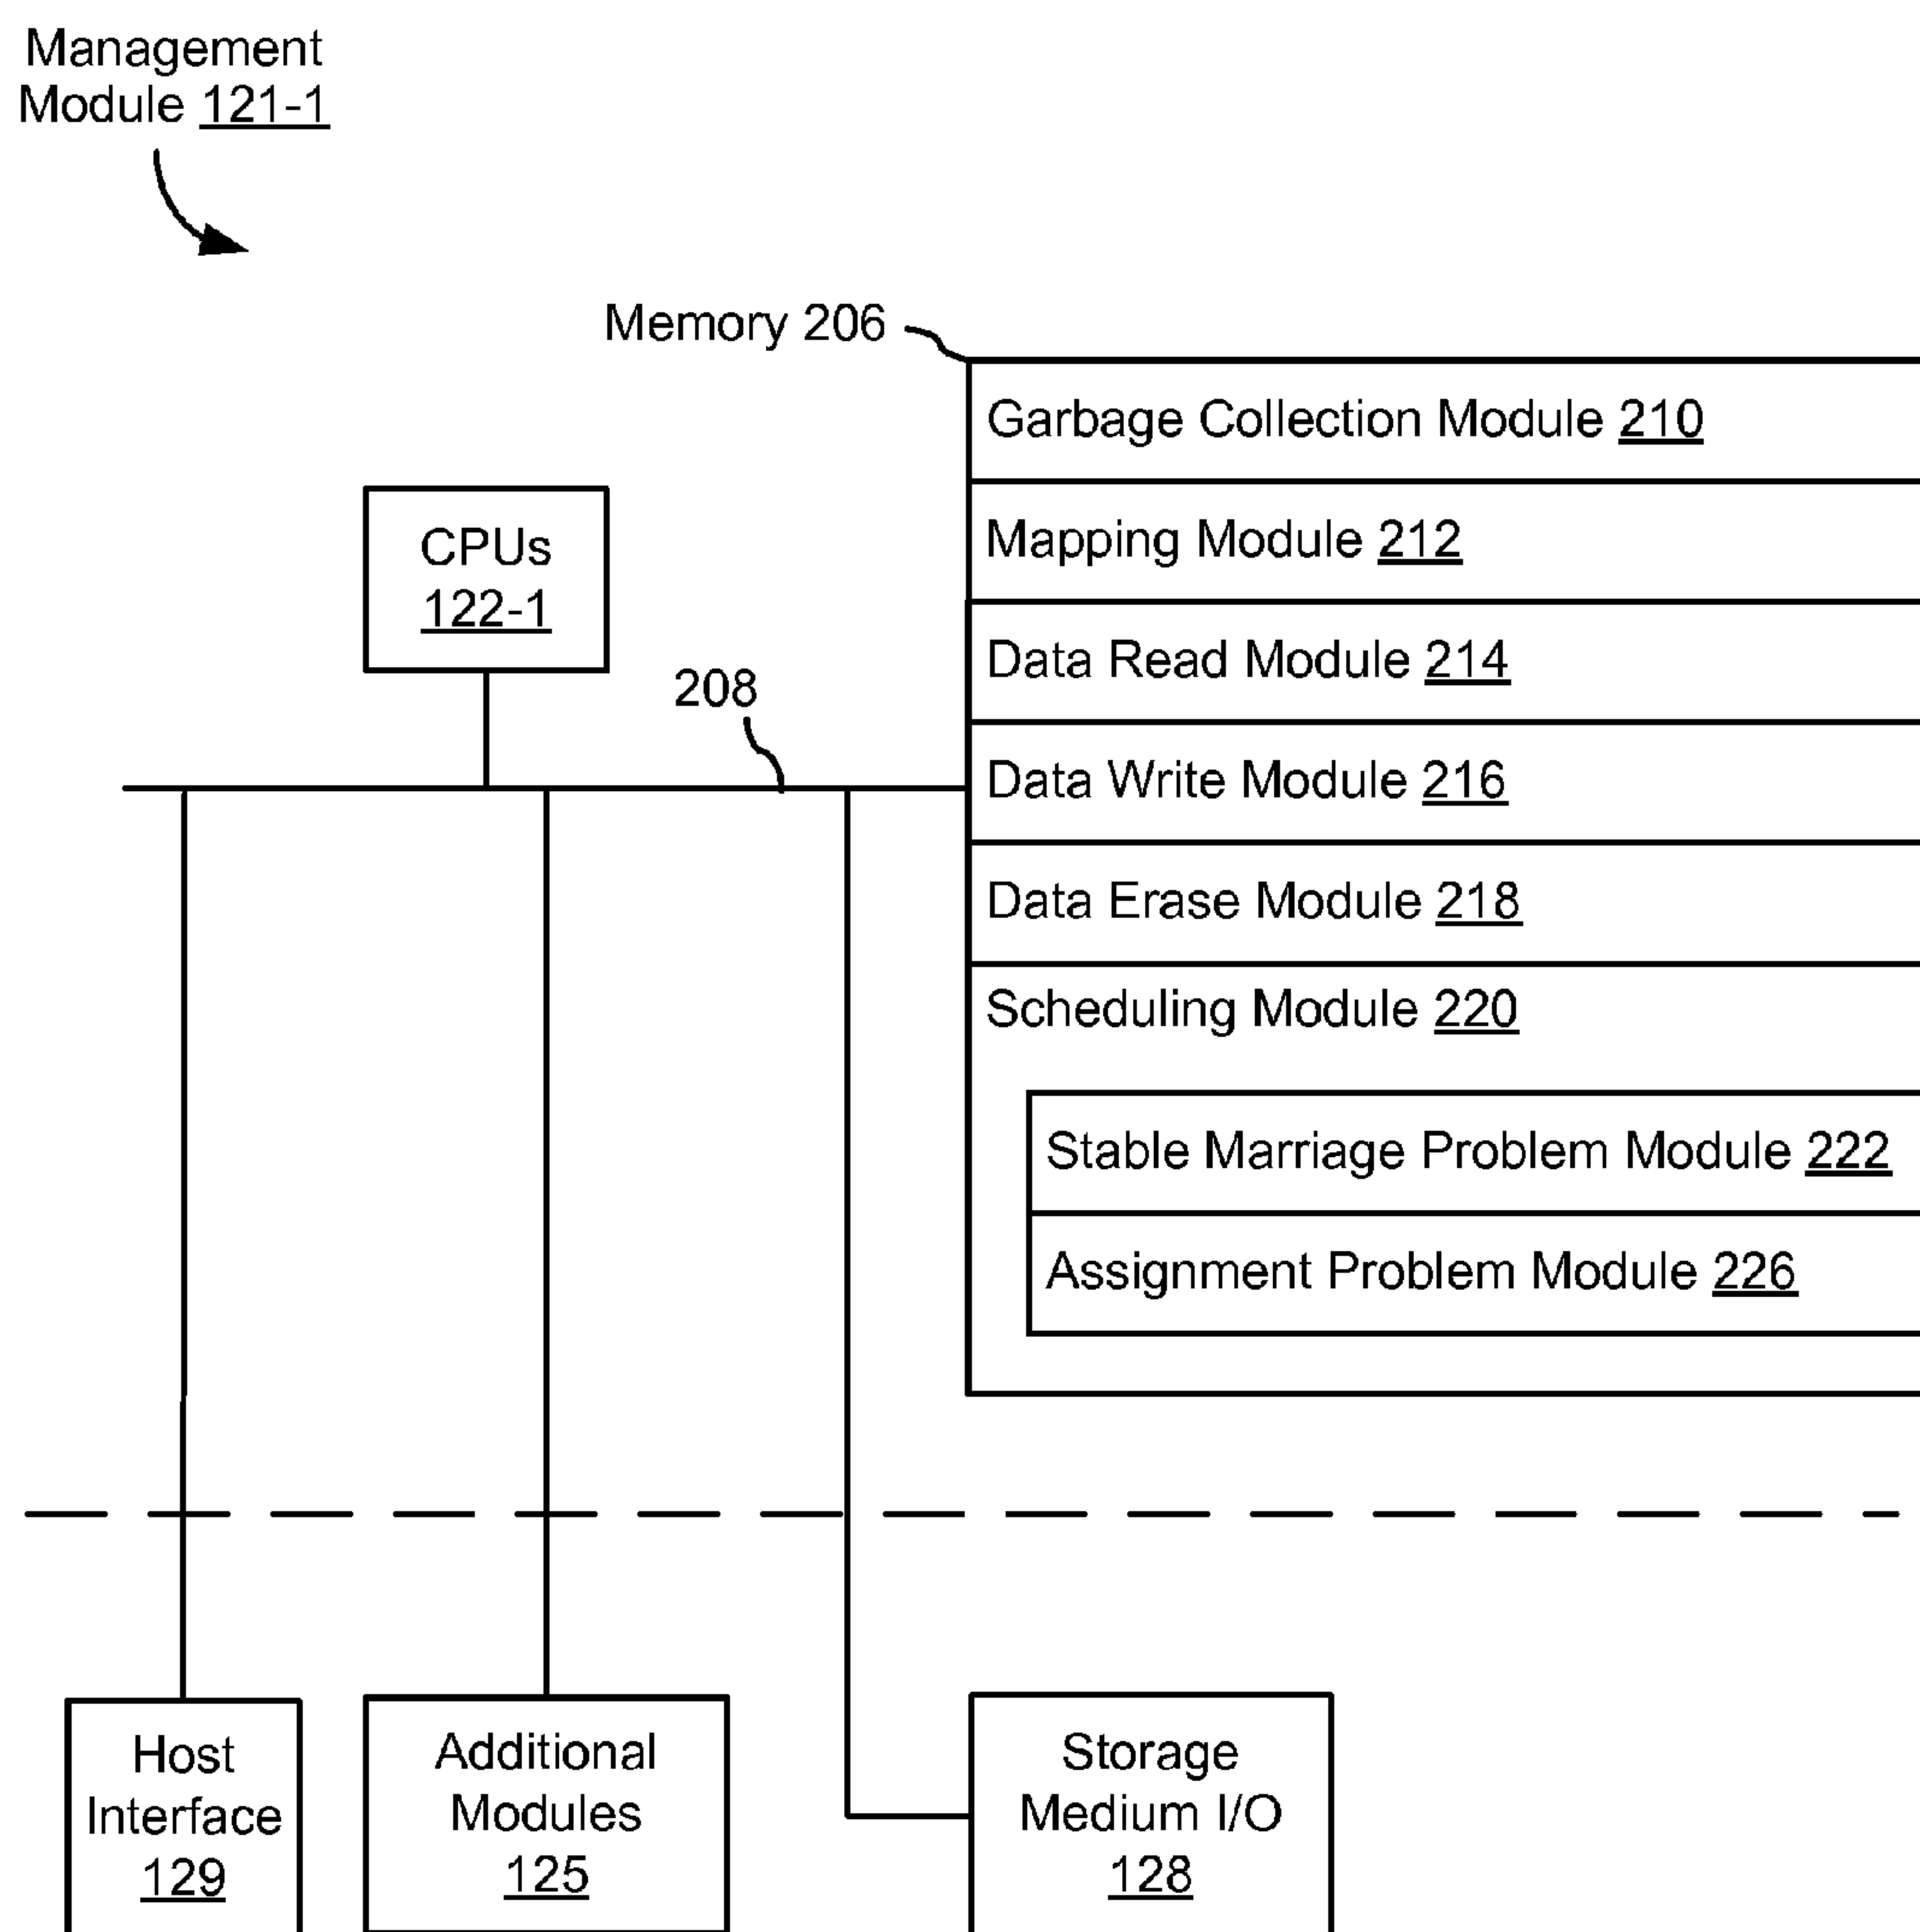 Management
Module 121-1
Memory 206
Garbage Collection Module 210
Mapping Module 212
CPUs
122-1
Data Read Module 214
208
Data Write Module 216
Data Erase Module 218
Scheduling Module 220
Stable Marriage Problem Module 222
Assignment Problem Module 226
Host
Interface
129
Additional
Modules
125
Storage
Medium I/O
128